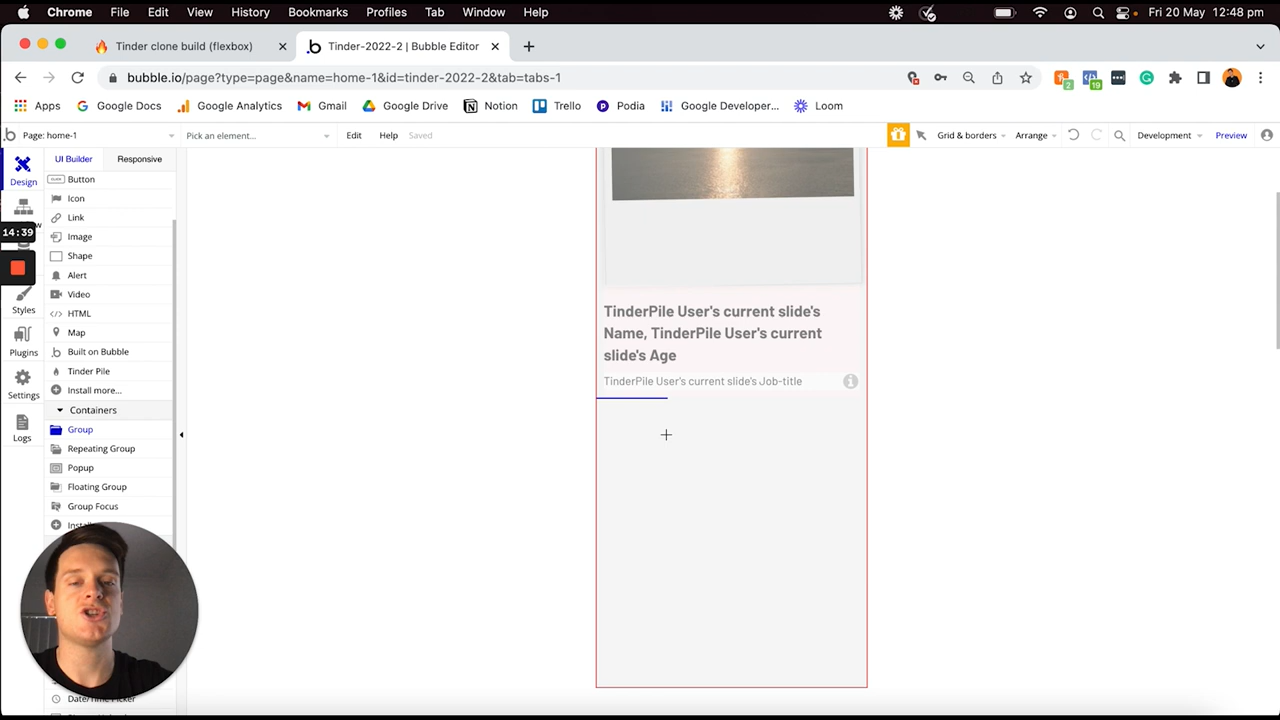 Chrome File Edit View History Bookmarks Profiles Tab Window Help Fri 20 May 12:48 pm
Tinder clone build (flexbox) Tinder-2022-2 | Bubble Editor
bubble.io/page?type=page&name=home-1&id=tinder-2022-2&tab=tabs-1 2 19
Apps Google Docs Google Analytics Gmail Google Drive Notion Trello Podia Google Developer... Loom
Page: home-1 Pick an element... Edit Help Saved Grid & borders Arrange Development Preview
UI Builder Responsive
Design
Button
Icon
Link
14:39
Image
Shape
Alert
Video
Styles
HTML
Map
Plugins
Built on Bubble
Tinder Pile
Settings
Install more...
Containers
Logs
Group
Repeating Group
Popup
Floating Group
Group Focus
TinderPile User's current slide's
Name, TinderPile User's current
slide's Age
TinderPile User's current slide's Job-title